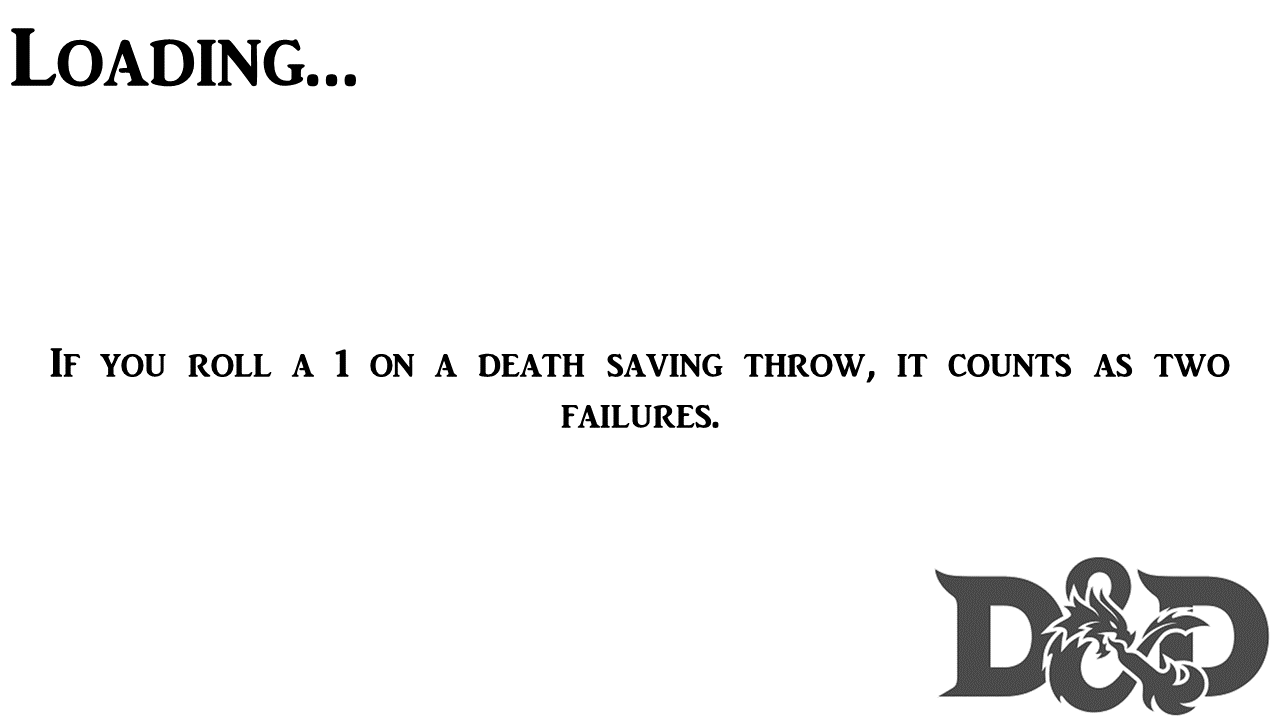 Loading...
If you roll a 1 on a death saving throw, it counts as two
failures.
D&D